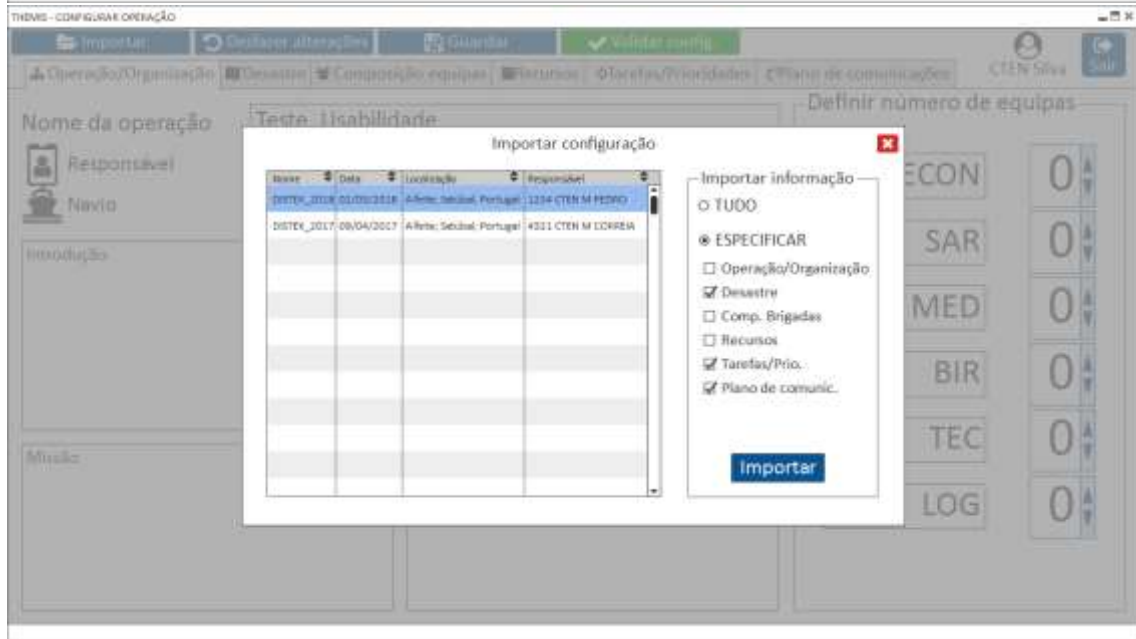 THEMIS - CONFIGURAR OPERAÇÃO
Importar Desfazer alterações Guardar Validar config.
CTEN Silva Sair
Operação/Organização Desastre Composição equipas Recursos Tarefas/Prioridades Plano de comunicações
Nome da operação Teste_Usabilidade
Definir número de equipas
Responsável
Navio
Introdução
Missão
Importar configuração
Nome Data Localização Responsável
DISTEX_2018 01/03/2018 Alfeite, Setúbal, Portugal 1234 CTEN M PEDRO
DISTEX_2017 09/04/2017 Alfeite, Setúbal, Portugal 4321 CTEN M CORREIA
Importar informação
TUDO
ESPECIFICAR
Operação/Organização
Desastre
Comp. Brigadas
Recursos
Tarefas/Prio.
Plano de comunic.
Importar
ECON 0
SAR 0
MED 0
BIR 0
TEC 0
LOG 0